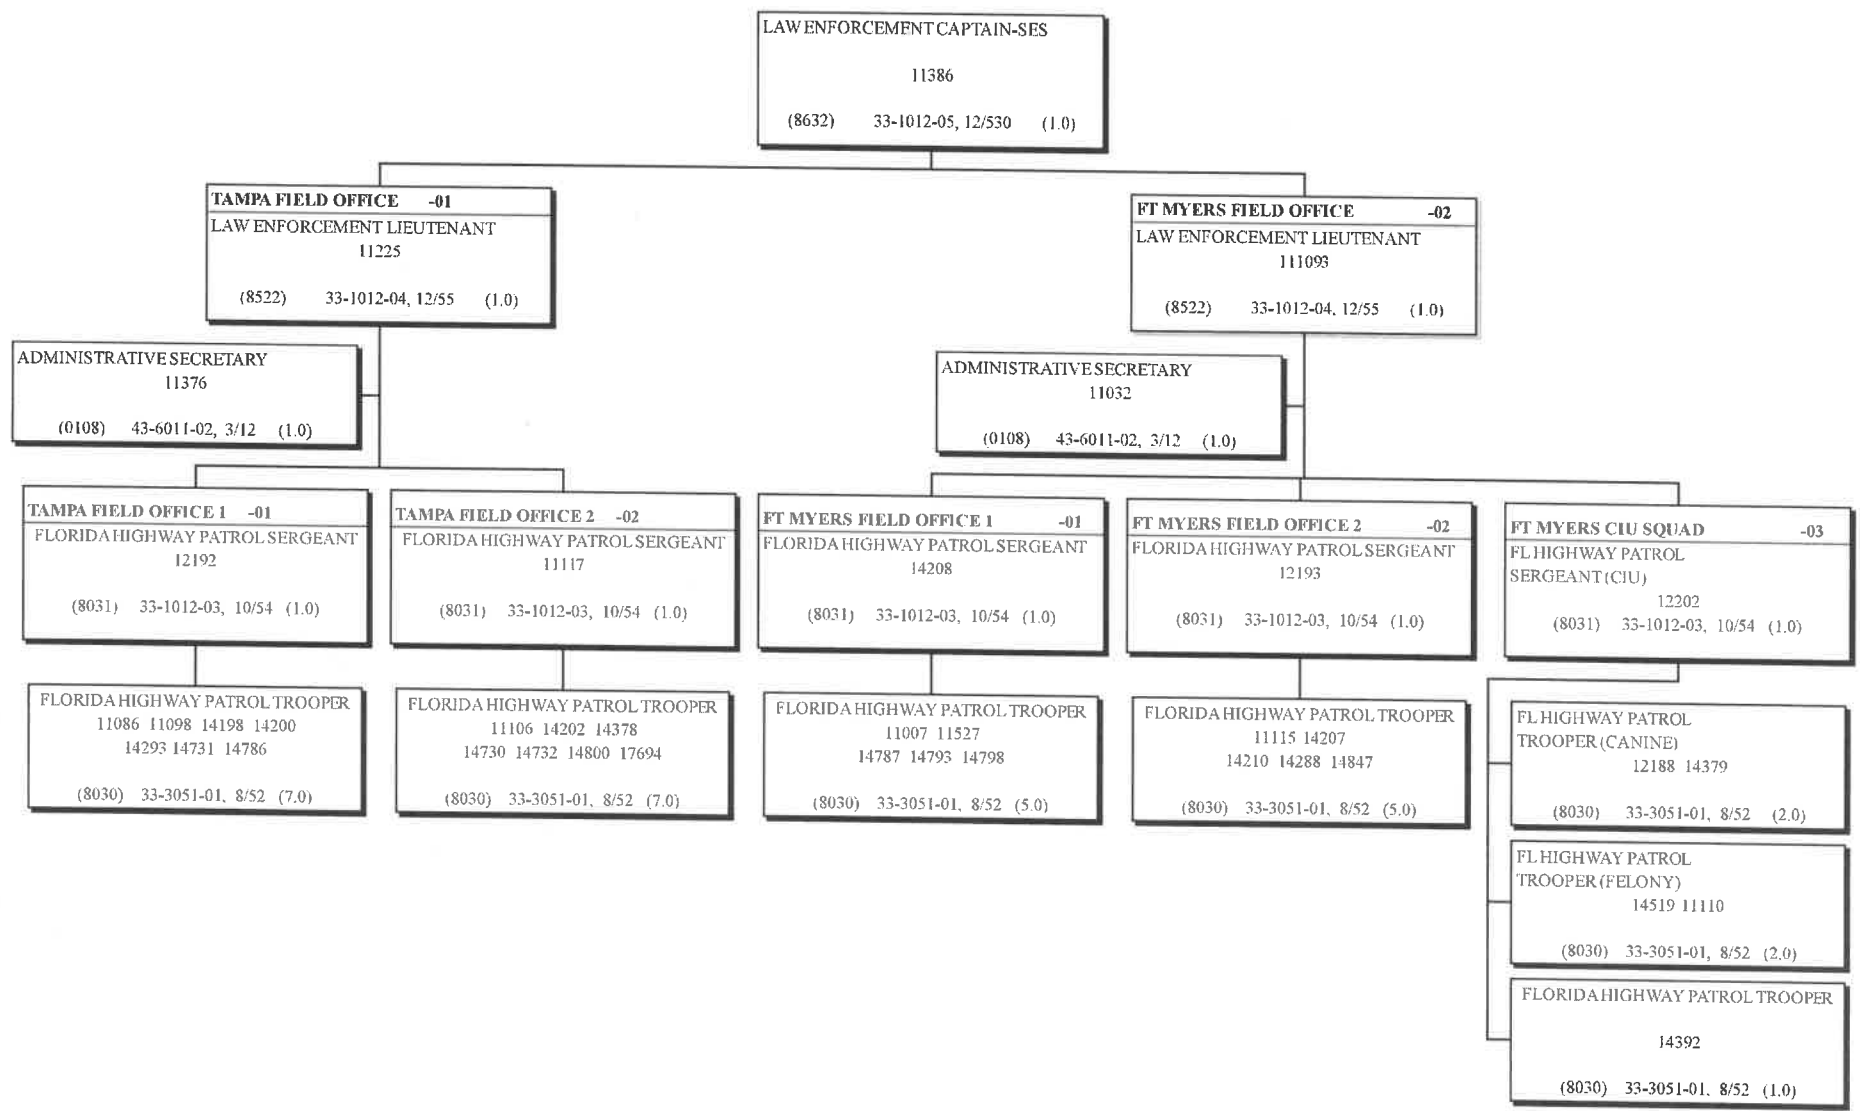 LAW ENFORCEMENT CAPTAIN-SES
11386
(8632) 33-1012-05, 12/530 (1.0)
TAMPA FIELD OFFICE -01
LAW ENFORCEMENT LIEUTENANT
11225
(8522) 33-1012-04, 12/55 (1.0)
FT MYERS FIELD OFFICE -02
LAW ENFORCEMENT LIEUTENANT
111093
(8522) 33-1012-04, 12/55 (1.0)
ADMINISTRATIVE SECRETARY
11376
(0108) 43-6011-02, 3/12 (1.0)
ADMINISTRATIVE SECRETARY
11032
(0108) 43-6011-02, 3/12 (1.0)
TAMPA FIELD OFFICE 1 -01
FLORIDA HIGHWAY PATROL SERGEANT
12192
(8031) 33-1012-03, 10/54 (1.0)
TAMPA FIELD OFFICE 2 -02
FLORIDA HIGHWAY PATROL SERGEANT
11117
(8031) 33-1012-03, 10/54 (1.0)
FT MYERS FIELD OFFICE 1 -01
FLORIDA HIGHWAY PATROL SERGEANT
14208
(8031) 33-1012-03, 10/54 (1.0)
FT MYERS FIELD OFFICE 2 -02
FLORIDA HIGHWAY PATROL SERGEANT
12193
(8031) 33-1012-03, 10/54 (1.0)
FT MYERS CIU SQUAD -03
FL HIGHWAY PATROL
SERGEANT (CIU)
12202
(8031) 33-1012-03, 10/54 (1.0)
FLORIDA HIGHWAY PATROL TROOPER
11086 11098 14198 14200
14293 14731 14786
(8030) 33-3051-01, 8/52 (7.0)
FLORIDA HIGHWAY PATROL TROOPER
11106 14202 14378
14730 14732 14800 17694
(8030) 33-3051-01, 8/52 (7.0)
FLORIDA HIGHWAY PATROL TROOPER
11007 11527
14787 14793 14798
(8030) 33-3051-01, 8/52 (5.0)
FLORIDA HIGHWAY PATROL TROOPER
11115 14207
14210 14288 14847
(8030) 33-3051-01, 8/52 (5.0)
FL HIGHWAY PATROL
TROOPER (CANINE)
12188 14379
(8030) 33-3051-01, 8/52 (2.0)
FL HIGHWAY PATROL
TROOPER (FELONY)
14519 11110
(8030) 33-3051-01, 8/52 (2.0)
FLORIDA HIGHWAY PATROL TROOPER
14392
(8030) 33-3051-01, 8/52 (1.0)